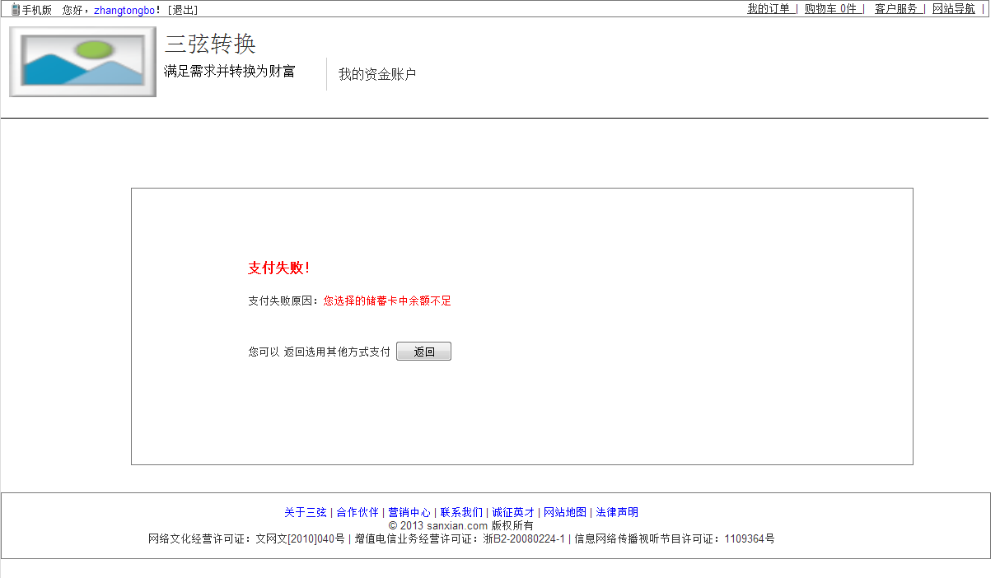 手机版 您好，zhangtongbo！[退出] 我的订单 | 购物车 0件 | 客户服务 | 网站导航 |
三弦转换
满足需求并转换为财富
我的资金账户
支付失败！
支付失败原因：您选择的储蓄卡中余额不足
您可以 返回选用其他方式支付 返回
关于三弦 | 合作伙伴 | 营销中心 | 联系我们 | 诚征英才 | 网站地图 | 法律声明
© 2013 sanxian.com 版权所有
网络文化经营许可证：文网文[2010]040号 | 增值电信业务经营许可证：浙B2-20080224-1 | 信息网络传播视听节目许可证：1109364号